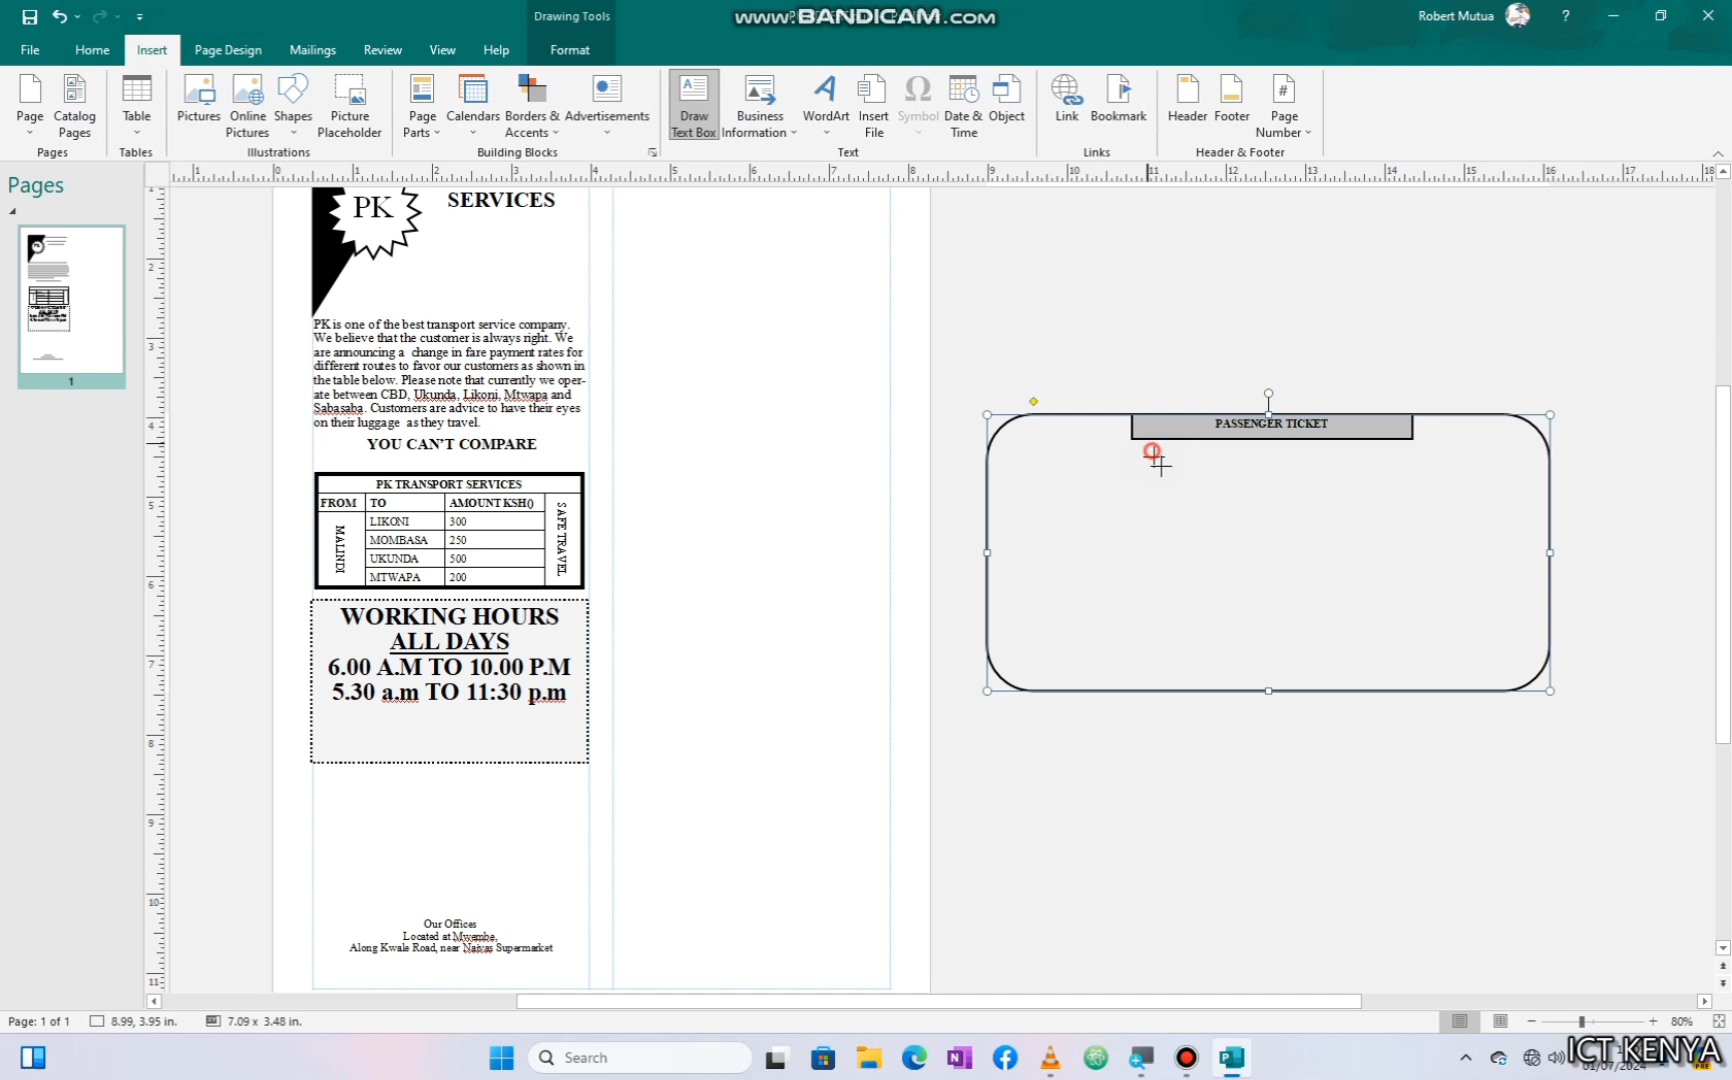 www.BANDICAM.com
Drawing Tools
Robert Mutua
?
File
Home
Insert
Page Design
Mailings
Review
View
Help
Format
Page
Catalog Pages
Table
Pictures
Online Pictures
Shapes
Picture Placeholder
Page Parts
Calendars
Borders & Accents
Advertisements
Draw Text Box
Business Information
WordArt
Insert File
Symbol
Date & Time
Object
Link
Bookmark
Header
Footer
Page Number
Pages
Tables
Illustrations
Building Blocks
Text
Links
Header & Footer
Pages
1
PK
SERVICES
PK is one of the best transport service company.
We believe that the customer is always right. We
are announcing a change in fare payment rates for
different routes to favor our customers as shown in
the table below. Please note that currently we oper-
ate between CBD, Ukunda, Likoni, Mtwapa and
Sabasaba. Customers are advice to have their eyes
on their luggage as they travel.
YOU CAN'T COMPARE
PK TRANSPORT SERVICES
FROM TO AMOUNT KSH()
MALINDI
LIKONI 300
MOMBASA 250
UKUNDA 500
MTWAPA 200
SAFE TRAVEL
WORKING HOURS
ALL DAYS
6.00 A.M TO 10.00 P.M
5.30 a.m TO 11:30 p.m
Our Offices
Located at Mwembe,
Along Kwale Road, near Naivas Supermarket
PASSENGER TICKET
Page: 1 of 1
8.99, 3.95 in.
7.09 x 3.48 in.
80%
Search
ICT KENYA
01/07/2024